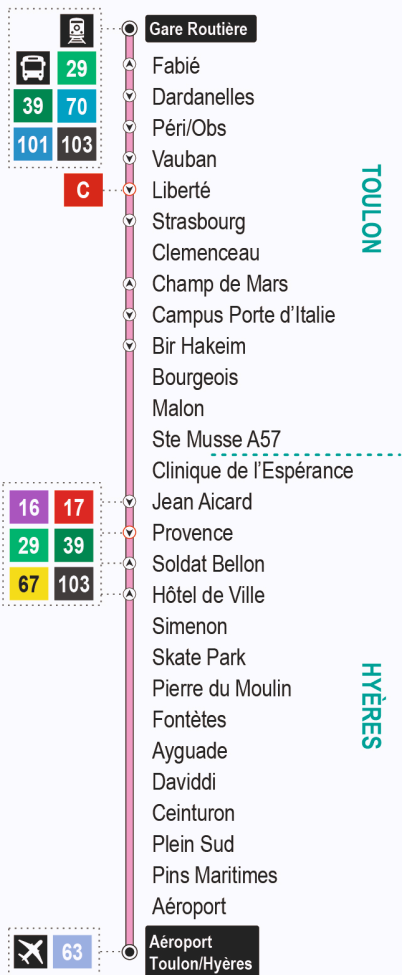 Gare Routière
29
39 70
101 103
Fabié
Dardanelles
Péri/Obs
Vauban
C
Liberté
Strasbourg
Clemenceau
Champ de Mars
Campus Porte d'Italie
Bir Hakeim
Bourgeois
Malon
Ste Musse A57
TOULON
Clinique de l'Espérance
Jean Aicard
16 17
Provence
29 39
Soldat Bellon
67 103
Hôtel de Ville
Simenon
Skate Park
Pierre du Moulin
Fontètes
Ayguade
Daviddi
Ceinturon
Plein Sud
Pins Maritimes
Aéroport
HYÈRES
63
Aéroport
Toulon/Hyères